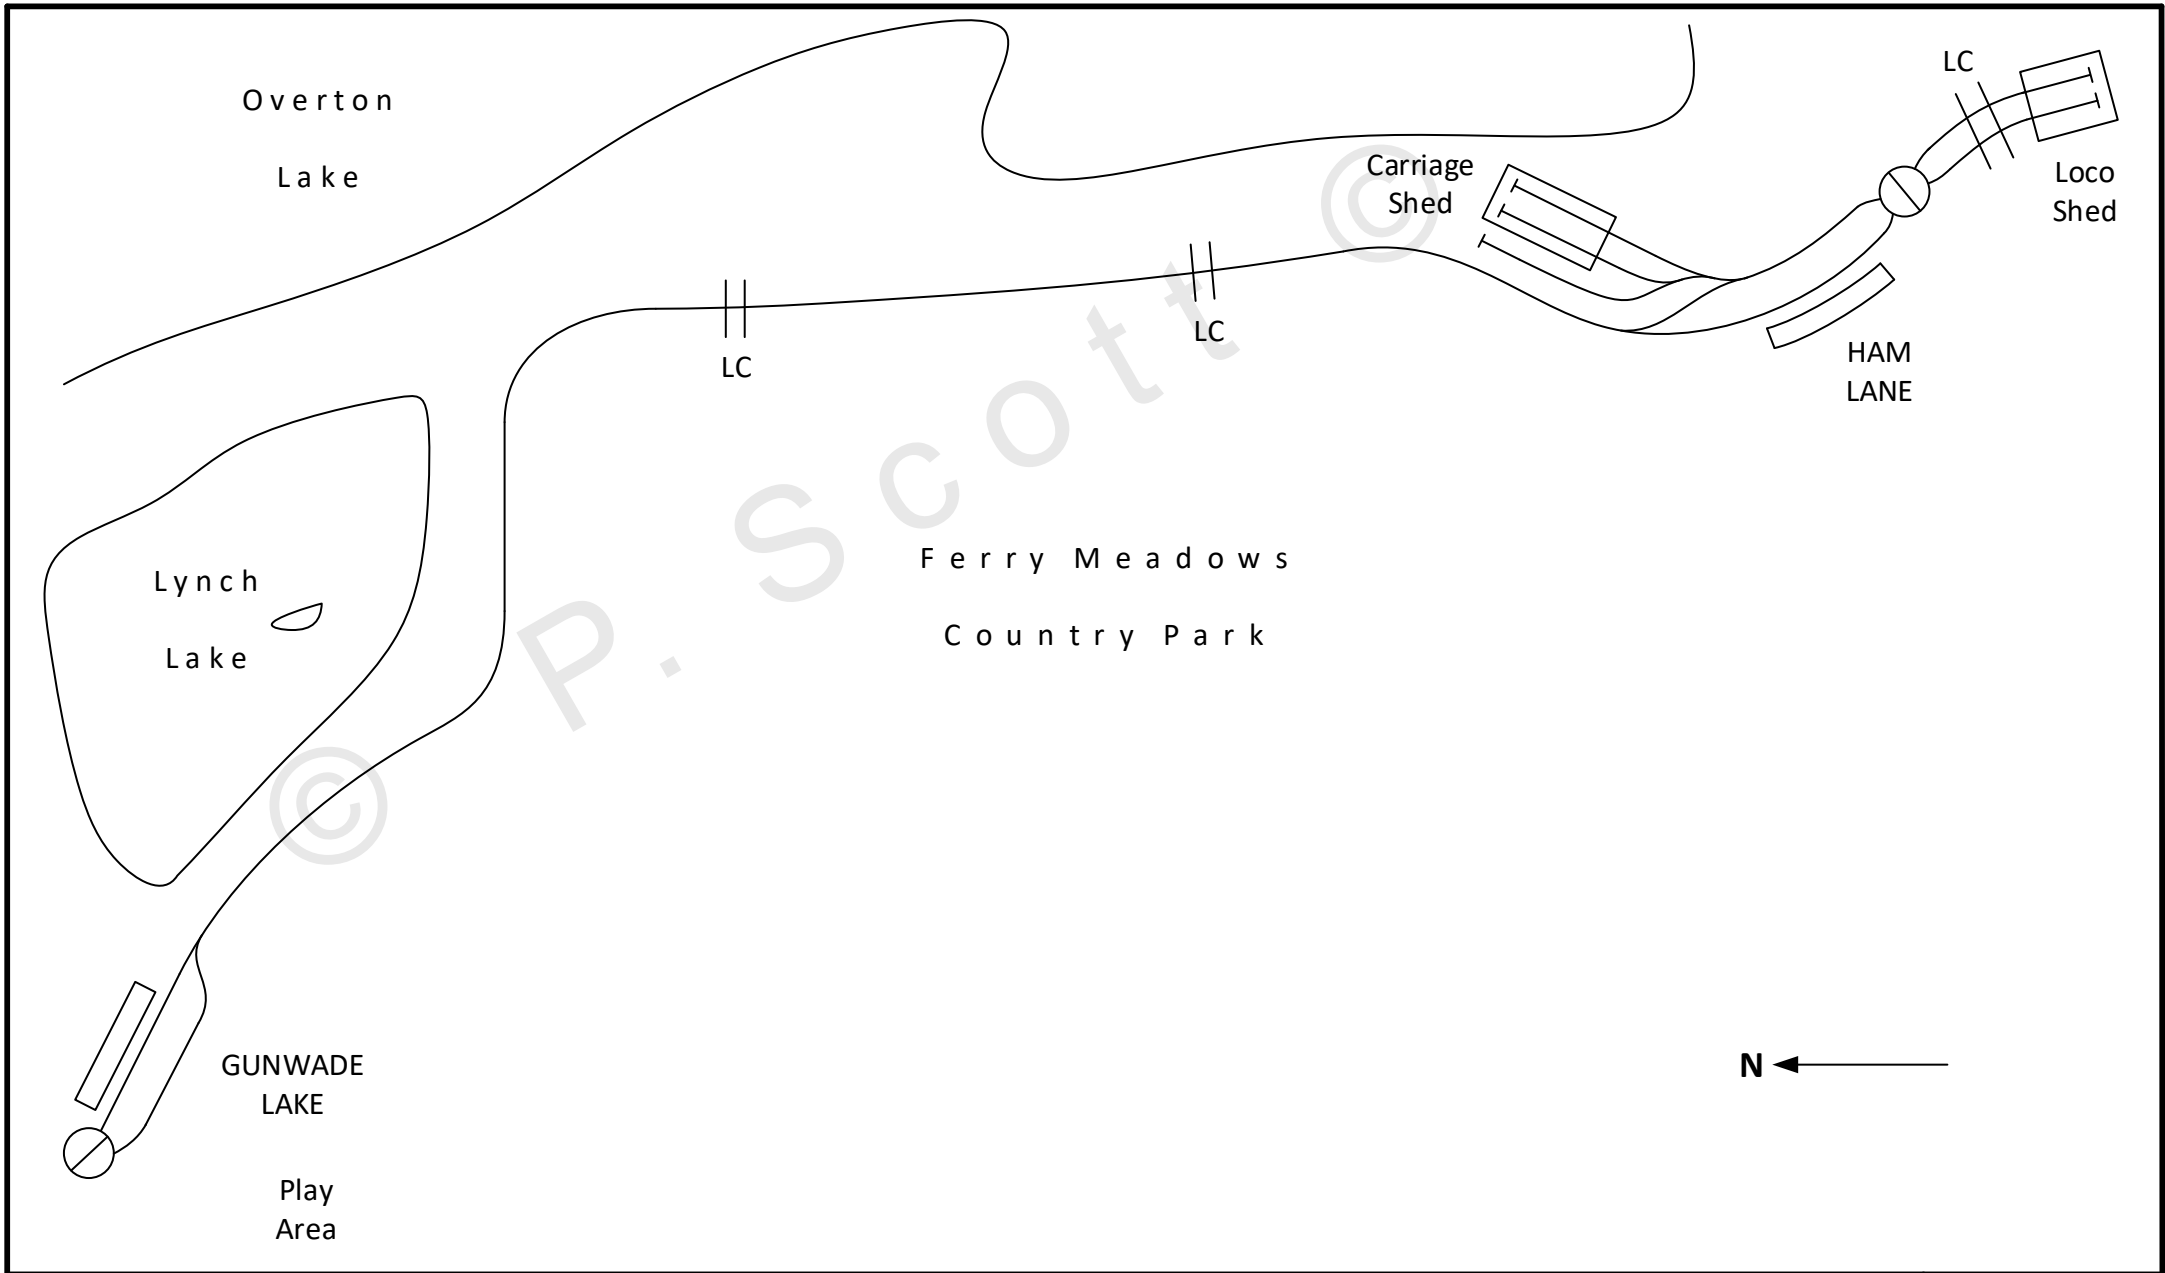 Overton
Lake
LC
Loco
Shed
Carriage
Shed
LC
LC
HAM
LANE
Lynch
Lake
Ferry Meadows
Country Park
GUNWADE
LAKE
Play
Area
N
© P. Scott ©